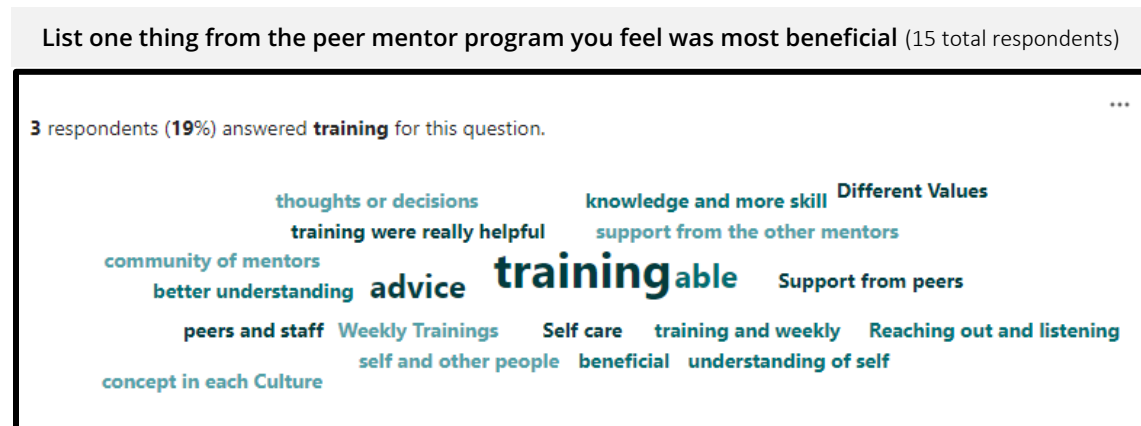 List one thing from the peer mentor program you feel was most beneficial (15 total respondents)
...
3 respondents (19%) answered training for this question.
thoughts or decisions knowledge and more skill Different Values
training were really helpful support from the other mentors
community of mentors
better understanding advice training able Support from peers
peers and staff Weekly Trainings Self care training and weekly Reaching out and listening
self and other people beneficial understanding of self
concept in each Culture